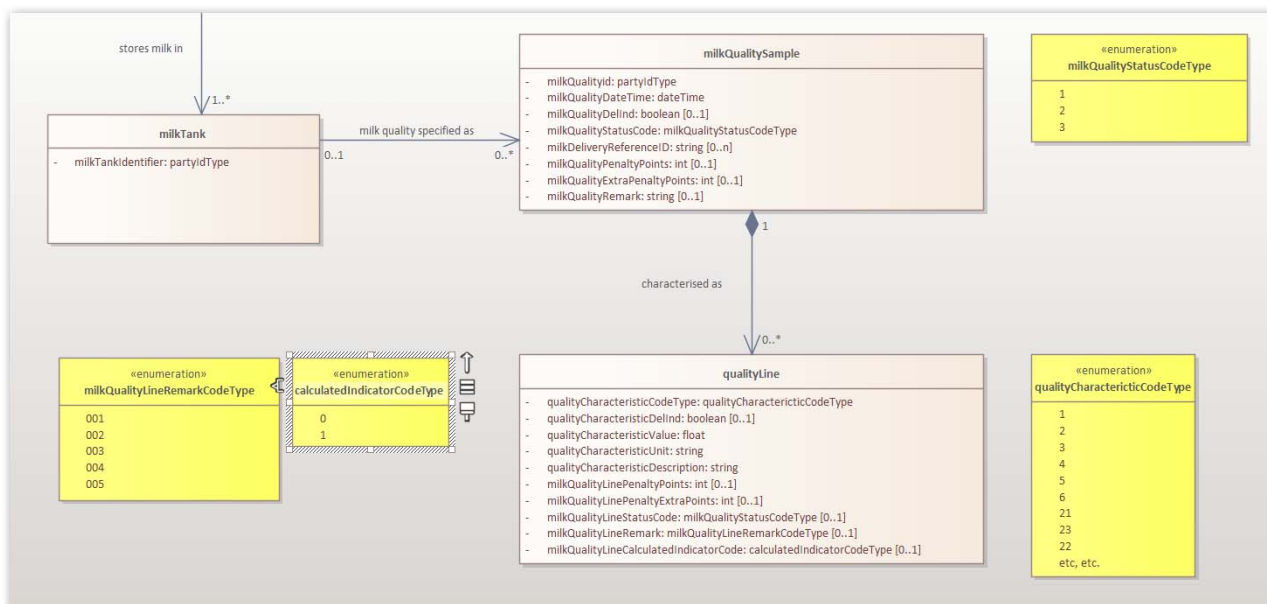 stores milk in
1..*
milkTank
- milkTankIdentifier: partyIdType
milk quality specified as
0..1
0..*
milkQualitySample
- milkQualityid: partyIdType
- milkQualityDateTime: dateTime
- milkQualityDelInd: boolean [0..1]
- milkQualityStatusCode: milkQualityStatusCodeType
- milkDeliveryReferenceID: string [0..n]
- milkQualityPenaltyPoints: int [0..1]
- milkQualityExtraPenaltyPoints: int [0..1]
- milkQualityRemark: string [0..1]
«enumeration»
milkQualityStatusCodeType
1
2
3
1
characterised as
0..*
«enumeration»
milkQualityLineRemarkCodeType
001
002
003
004
005
«enumeration»
calculatedIndicatorCodeType
0
1
qualityLine
- qualityCharacteristicCodeType: qualityCharactericticCodeType
- qualityCharacteristicDelInd: boolean [0..1]
- qualityCharacteristicValue: float
- qualityCharacteristicUnit: string
- qualityCharacteristicDescription: string
- milkQualityLinePenaltyPoints: int [0..1]
- milkQualityLinePenaltyExtraPoints: int [0..1]
- milkQualityLineStatusCode: milkQualityStatusCodeType [0..1]
- milkQualityLineRemark: milkQualityLineRemarkCodeType [0..1]
- milkQualityLineCalculatedIndicatorCode: calculatedIndicatorCodeType [0..1]
«enumeration»
qualityCharactericticCodeType
1
2
3
4
5
6
21
23
22
etc, etc.